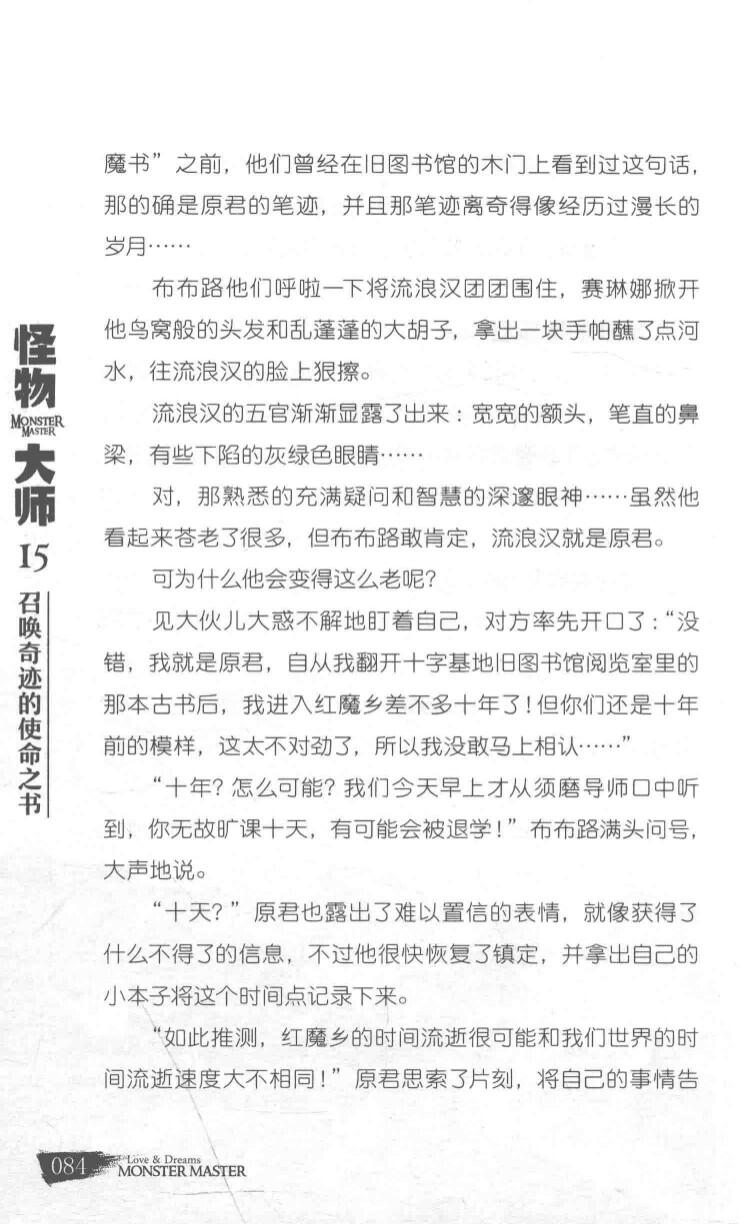 魔书”之前，他们曾经在旧图书馆的木门上看到过这句话，
那的确是原君的笔迹，并且那笔迹离奇得像经历过漫长的
岁月……
布布路他们呼啦一下将流浪汉团团围住，赛琳娜掀开
他鸟窝般的头发和乱蓬蓬的大胡子，拿出一块手帕蘸了点河
水，往流浪汉的脸上狠擦。
流浪汉的五官渐渐显露了出来：宽宽的额头，笔直的鼻
梁，有些下陷的灰绿色眼睛……
对，那熟悉的充满疑问和智慧的深邃眼神……虽然他
看起来苍老了很多，但布布路敢肯定，流浪汉就是原君。
可为什么他会变得这么老呢？
见大伙儿大惑不解地盯着自己，对方率先开口了：“没
错，我就是原君，自从我翻开十字基地旧图书馆阅览室里的
那本古书后，我进入红魔乡差不多十年了！但你们还是十年
前的模样，这太不对劲了，所以我没敢马上相认……”
“十年？怎么可能？我们今天早上才从须磨导师口中听
到，你无故旷课十天，有可能会被退学！”布布路满头问号，
大声地说。
“十天？”原君也露出了难以置信的表情，就像获得了
什么不得了的信息，不过他很快恢复了镇定，并拿出自己的
小本子将这个时间点记录下来。
“如此推测，红魔乡的时间流逝很可能和我们世界的时
间流逝速度大不相同！”原君思索了片刻，将自己的事情告
怪物
MONSTER
MASTER
大师
15
召唤奇迹的使命之书
084
Love & Dreams
MONSTER MASTER